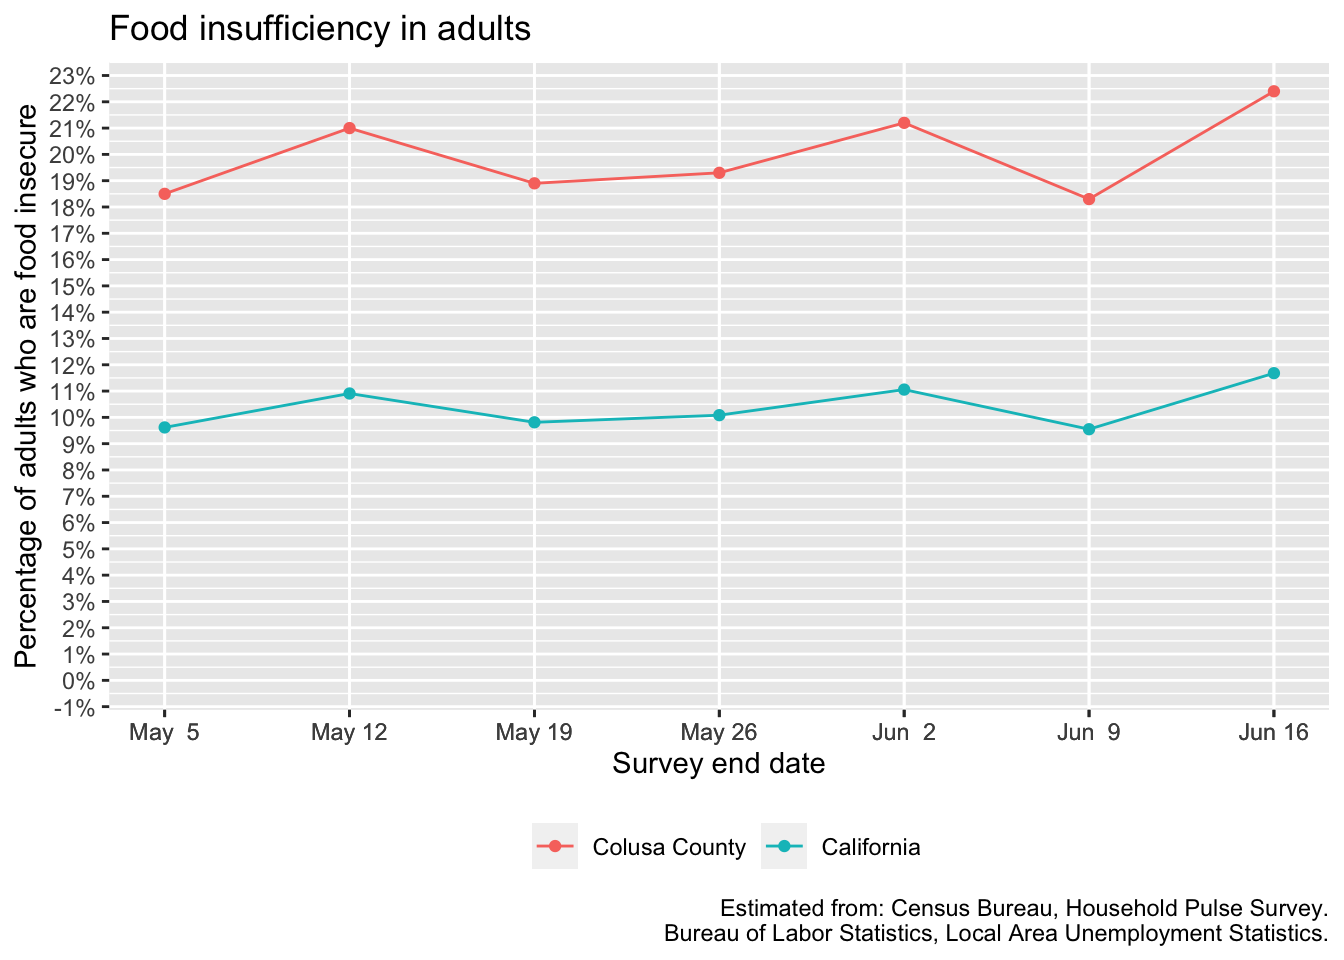 Food insufficiency in adults
Percentage of adults who are food insecure
23%
22%
21%
20%
19%
18%
17%
16%
15%
14%
13%
12%
11%
10%
9%
8%
7%
6%
5%
4%
3%
2%
1%
0%
-1%
May 5
May 12
May 19
May 26
Jun 2
Jun 9
Jun 16
Survey end date
Colusa County
California
Estimated from: Census Bureau, Household Pulse Survey.
Bureau of Labor Statistics, Local Area Unemployment Statistics.